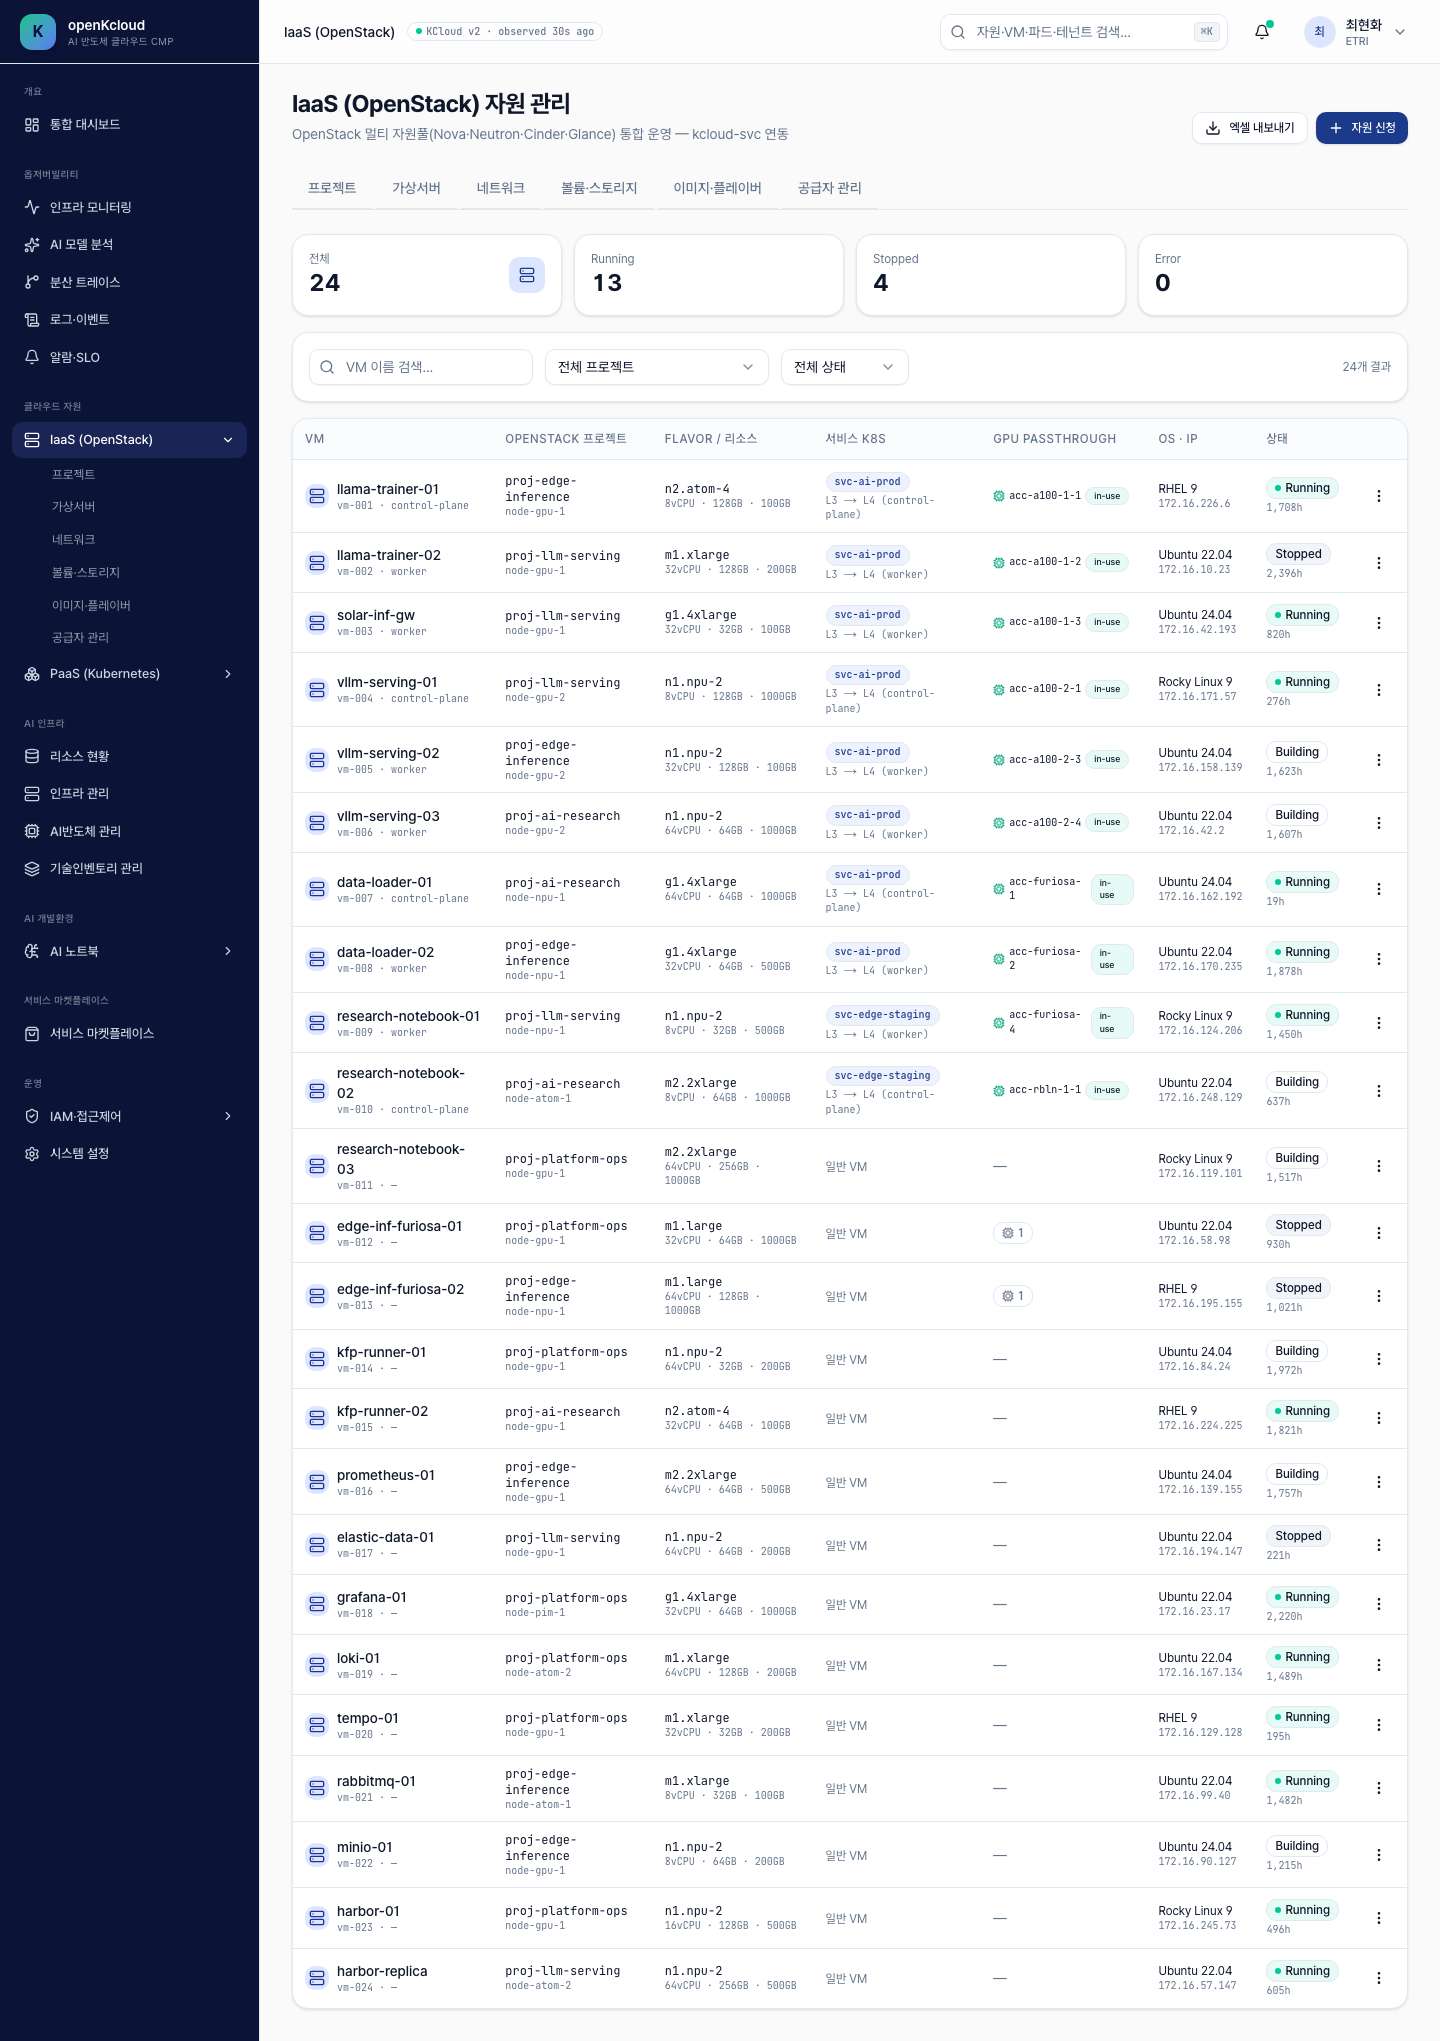 K
openKcloud
AI 반도체 클라우드 CMP
개요
통합 대시보드
옵저버빌리티
인프라 모니터링
AI 모델 분석
분산 트레이스
로그·이벤트
알람·SLO
클라우드 자원
IaaS (OpenStack)
프로젝트
가상서버
네트워크
볼륨·스토리지
이미지·플레이버
공급자 관리
PaaS (Kubernetes)
AI 인프라
리소스 현황
인프라 관리
AI반도체 관리
기술인벤토리 관리
AI 개발환경
AI 노트북
서비스 마켓플레이스
서비스 마켓플레이스
운영
IAM·접근제어
시스템 설정
IaaS (OpenStack) KCloud v2 · observed 30s ago 자원·VM·파드·테넌트 검색... ⌘K 최 최현화
ETRI
IaaS (OpenStack) 자원 관리
OpenStack 멀티 자원풀(Nova·Neutron·Cinder·Glance) 통합 운영 — kcloud-svc 연동
엑셀 내보내기 자원 신청
프로젝트 가상서버 네트워크 볼륨·스토리지 이미지·플레이버 공급자 관리
전체 Running Stopped Error
24 13 4 0
VM 이름 검색... 전체 프로젝트 전체 상태 24개 결과
VM OPENSTACK 프로젝트 FLAVOR / 리소스 서비스 K8S GPU PASSTHROUGH OS · IP 상태
llama-trainer-01
vm-001 · control-plane
proj-edge-
inference
node-gpu-1
n2.atom-4
8vCPU · 128GB · 100GB
svc-ai-prod
L3 → L4 (control-
plane)
acc-a100-1-1 in-use
RHEL 9
172.16.226.6
Running
1,708h
llama-trainer-02
vm-002 · worker
proj-llm-serving
node-gpu-1
m1.xlarge
32vCPU · 128GB · 200GB
svc-ai-prod
L3 → L4 (worker)
acc-a100-1-2 in-use
Ubuntu 22.04
172.16.10.23
Stopped
2,396h
solar-inf-gw
vm-003 · worker
proj-llm-serving
node-gpu-1
g1.4xlarge
32vCPU · 32GB · 100GB
svc-ai-prod
L3 → L4 (worker)
acc-a100-1-3 in-use
Ubuntu 24.04
172.16.42.193
Running
820h
vllm-serving-01
vm-004 · control-plane
proj-llm-serving
node-gpu-2
n1.npu-2
8vCPU · 128GB · 1000GB
svc-ai-prod
L3 → L4 (control-
plane)
acc-a100-2-1 in-use
Rocky Linux 9
172.16.171.57
Running
276h
vllm-serving-02
vm-005 · worker
proj-edge-
inference
node-gpu-2
n1.npu-2
32vCPU · 128GB · 100GB
svc-ai-prod
L3 → L4 (worker)
acc-a100-2-3 in-use
Ubuntu 24.04
172.16.158.139
Building
1,623h
vllm-serving-03
vm-006 · worker
proj-ai-research
node-gpu-2
n1.npu-2
64vCPU · 64GB · 1000GB
svc-ai-prod
L3 → L4 (worker)
acc-a100-2-4 in-use
Ubuntu 22.04
172.16.42.2
Building
1,607h
data-loader-01
vm-007 · control-plane
proj-ai-research
node-npu-1
g1.4xlarge
64vCPU · 64GB · 1000GB
svc-ai-prod
L3 → L4 (control-
plane)
acc-furiosa-
1
in-
use
Ubuntu 24.04
172.16.162.192
Running
19h
data-loader-02
vm-008 · worker
proj-edge-
inference
node-npu-1
g1.4xlarge
32vCPU · 64GB · 500GB
svc-ai-prod
L3 → L4 (worker)
acc-furiosa-
2
in-
use
Ubuntu 22.04
172.16.170.235
Running
1,878h
research-notebook-01
vm-009 · worker
proj-llm-serving
node-npu-1
n1.npu-2
8vCPU · 32GB · 500GB
svc-edge-staging
L3 → L4 (worker)
acc-furiosa-
4
in-
use
Rocky Linux 9
172.16.124.206
Running
1,450h
research-notebook-
02
vm-010 · control-plane
proj-ai-research
node-atom-1
m2.2xlarge
8vCPU · 64GB · 1000GB
svc-edge-staging
L3 → L4 (control-
plane)
acc-rbln-1-1 in-use
Ubuntu 22.04
172.16.248.129
Building
637h
research-notebook-
03
vm-011 · —
proj-platform-ops
node-gpu-1
m2.2xlarge
64vCPU · 256GB ·
1000GB
일반 VM
—
Rocky Linux 9
172.16.119.101
Building
1,517h
edge-inf-furiosa-01
vm-012 · —
proj-platform-ops
node-gpu-1
m1.large
32vCPU · 64GB · 1000GB
일반 VM
1
Ubuntu 22.04
172.16.58.98
Stopped
930h
edge-inf-furiosa-02
vm-013 · —
proj-edge-
inference
node-npu-1
m1.large
64vCPU · 128GB ·
1000GB
일반 VM
1
RHEL 9
172.16.195.155
Stopped
1,021h
kfp-runner-01
vm-014 · —
proj-platform-ops
node-gpu-1
n1.npu-2
64vCPU · 32GB · 200GB
일반 VM
—
Ubuntu 24.04
172.16.84.24
Building
1,972h
kfp-runner-02
vm-015 · —
proj-ai-research
node-gpu-1
n2.atom-4
32vCPU · 64GB · 100GB
일반 VM
—
RHEL 9
172.16.224.225
Running
1,821h
prometheus-01
vm-016 · —
proj-edge-
inference
node-gpu-1
m2.2xlarge
64vCPU · 64GB · 500GB
일반 VM
—
Ubuntu 24.04
172.16.139.155
Building
1,757h
elastic-data-01
vm-017 · —
proj-llm-serving
node-gpu-1
n1.npu-2
64vCPU · 64GB · 200GB
일반 VM
—
Ubuntu 22.04
172.16.194.147
Stopped
221h
grafana-01
vm-018 · —
proj-platform-ops
node-pim-1
g1.4xlarge
32vCPU · 64GB · 1000GB
일반 VM
—
Ubuntu 22.04
172.16.23.17
Running
2,220h
loki-01
vm-019 · —
proj-platform-ops
node-atom-2
m1.xlarge
64vCPU · 128GB · 200GB
일반 VM
—
Ubuntu 22.04
172.16.167.134
Running
1,489h
tempo-01
vm-020 · —
proj-platform-ops
node-gpu-1
m1.xlarge
32vCPU · 32GB · 200GB
일반 VM
—
RHEL 9
172.16.129.128
Running
195h
rabbitmq-01
vm-021 · —
proj-edge-
inference
node-atom-1
m1.xlarge
8vCPU · 32GB · 100GB
일반 VM
—
Ubuntu 22.04
172.16.99.40
Running
1,482h
minio-01
vm-022 · —
proj-edge-
inference
node-gpu-1
n1.npu-2
8vCPU · 64GB · 200GB
일반 VM
—
Ubuntu 24.04
172.16.90.127
Building
1,215h
harbor-01
vm-023 · —
proj-platform-ops
node-gpu-1
n1.npu-2
16vCPU · 128GB · 500GB
일반 VM
—
Rocky Linux 9
172.16.245.73
Running
496h
harbor-replica
vm-024 · —
proj-llm-serving
node-atom-2
n1.npu-2
64vCPU · 256GB · 500GB
일반 VM
—
Ubuntu 22.04
172.16.57.147
Running
605h